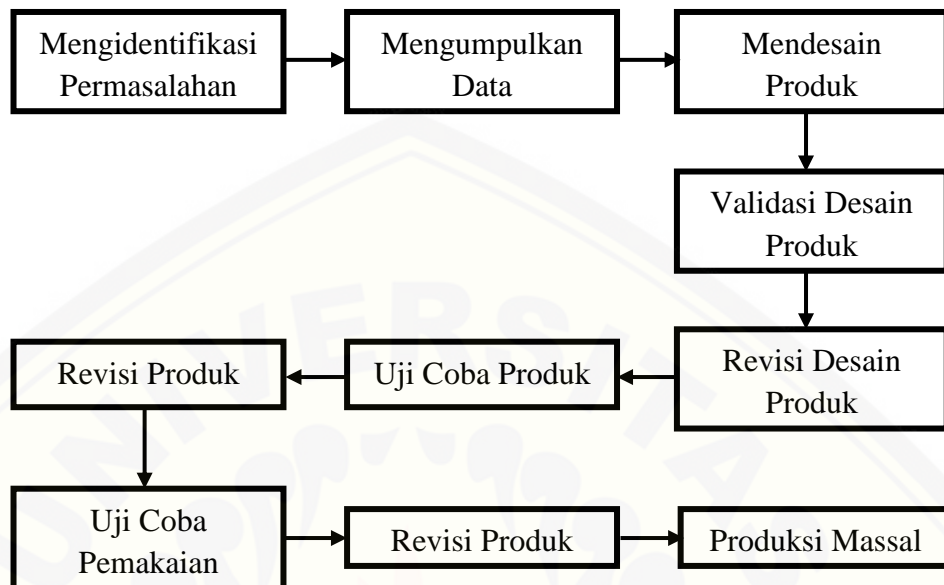 Mengidentifikasi
Permasalahan
Mengumpulkan
Data
Mendesain
Produk
Validasi Desain
Produk
Revisi Desain
Produk
Uji Coba Produk
Revisi Produk
Uji Coba
Pemakaian
Revisi Produk
Produksi Massal
UNIVERSITAS